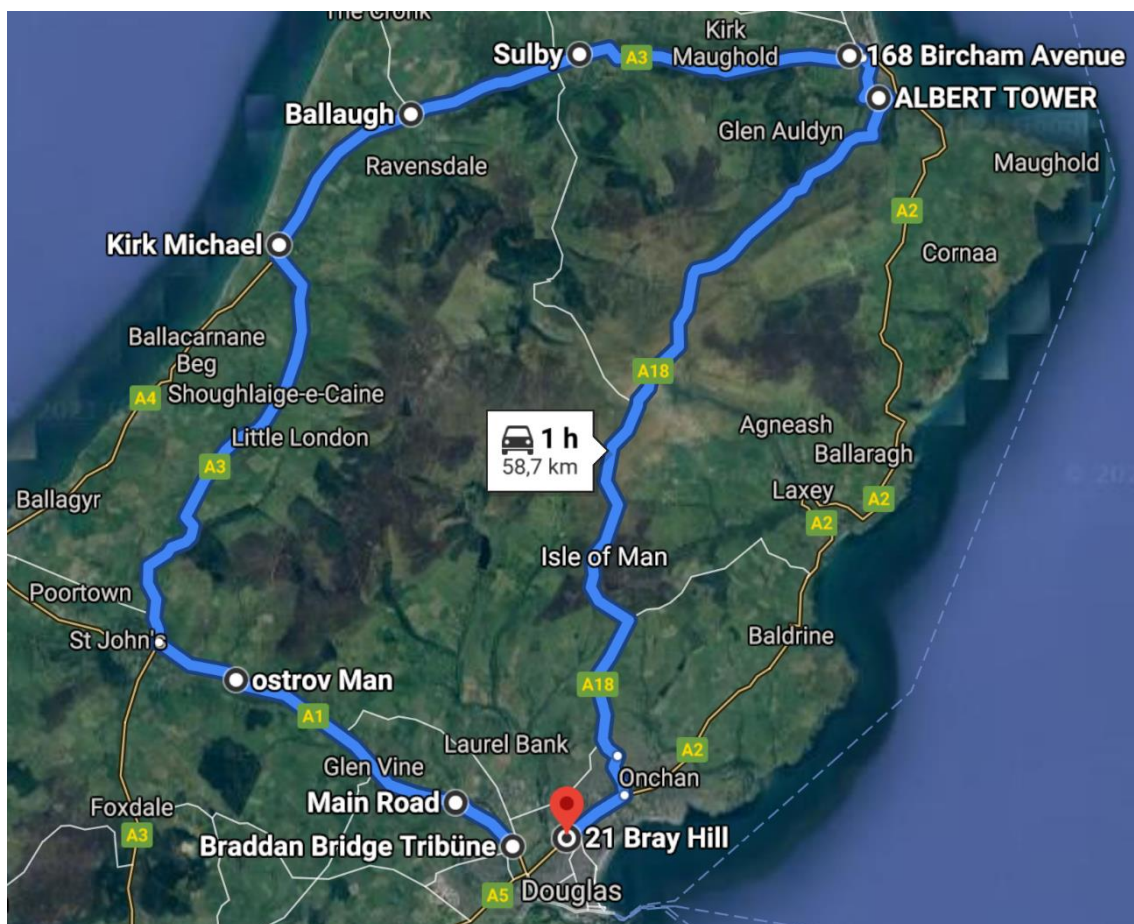 The Cronk
Kirk
Maughold
Sulby
A3
168 Bircham Avenue
ALBERT TOWER
Ballaugh
Glen Auldyn
Ravensdale
Maughold
A2
Kirk Michael
Cornaa
Ballacarnane
Beg
A18
A4
Shoughlaige-e-Caine
1 h
58,7 km
Agneash
Little London
Ballaragh
A3
Ballagyr
Laxey
A2
A2
Isle of Man
Poortown
St John's
Baldrine
ostrov Man
A18
A1
Laurel Bank
A2
Glen Vine
Onchan
Foxdale
Main Road
A3
Braddan Bridge Tribüne
21 Bray Hill
A5
Douglas